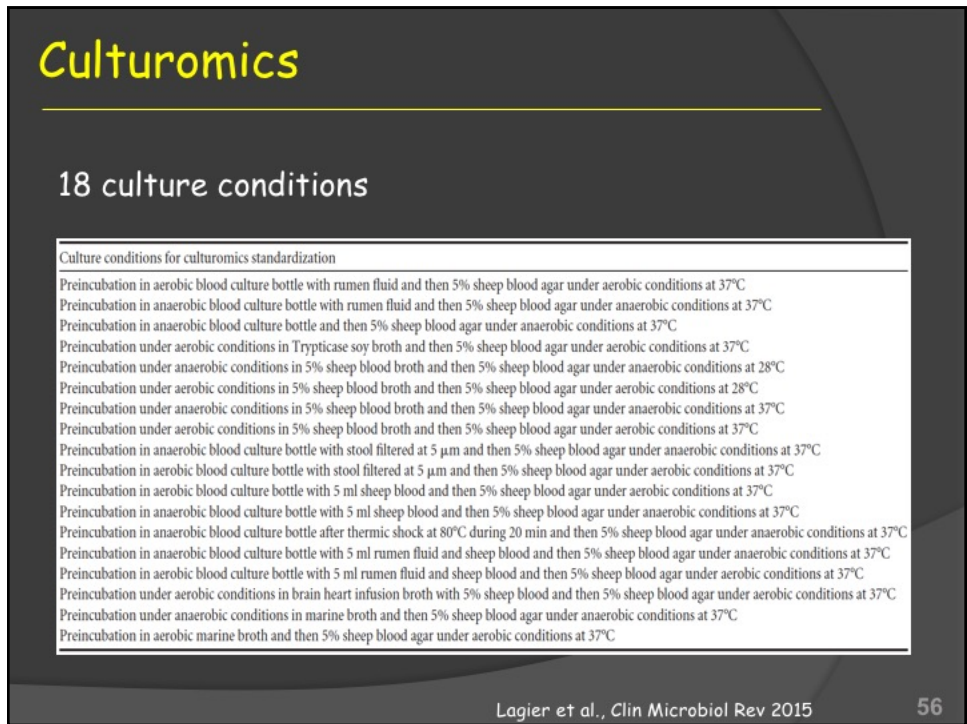 Culturomics
18 culture conditions
Culture conditions for culturomics standardization
Preincubation in aerobic blood culture bottle with rumen fluid and then 5% sheep blood agar under aerobic conditions at 37°C
Preincubation in anaerobic blood culture bottle with rumen fluid and then 5% sheep blood agar under anaerobic conditions at 37°C
Preincubation in anaerobic blood culture bottle and then 5% sheep blood agar under anaerobic conditions at 37°C
Preincubation under aerobic conditions in Trypticase soy broth and then 5% sheep blood agar under aerobic conditions at 37°C
Preincubation under anaerobic conditions in 5% sheep blood broth and then 5% sheep blood agar under anaerobic conditions at 28°C
Preincubation under aerobic conditions in 5% sheep blood broth and then 5% sheep blood agar under aerobic conditions at 28°C
Preincubation under anaerobic conditions in 5% sheep blood broth and then 5% sheep blood agar under anaerobic conditions at 37°C
Preincubation under aerobic conditions in 5% sheep blood broth and then 5% sheep blood agar under aerobic conditions at 37°C
Preincubation in anaerobic blood culture bottle with stool filtered at 5 μm and then 5% sheep blood agar under anaerobic conditions at 37°C
Preincubation in aerobic blood culture bottle with stool filtered at 5 μm and then 5% sheep blood agar under aerobic conditions at 37°C
Preincubation in aerobic blood culture bottle with 5 ml sheep blood and then 5% sheep blood agar under aerobic conditions at 37°C
Preincubation in anaerobic blood culture bottle with 5 ml sheep blood and then 5% sheep blood agar under anaerobic conditions at 37°C
Preincubation in anaerobic blood culture bottle after thermic shock at 80°C during 20 min and then 5% sheep blood agar under anaerobic conditions at 37°C
Preincubation in anaerobic blood culture bottle with 5 ml rumen fluid and sheep blood and then 5% sheep blood agar under anaerobic conditions at 37°C
Preincubation in aerobic blood culture bottle with 5 ml rumen fluid and sheep blood and then 5% sheep blood agar under aerobic conditions at 37°C
Preincubation under aerobic conditions in brain heart infusion broth with 5% sheep blood and then 5% sheep blood agar under aerobic conditions at 37°C
Preincubation under anaerobic conditions in marine broth and then 5% sheep blood agar under anaerobic conditions at 37°C
Preincubation in aerobic marine broth and then 5% sheep blood agar under aerobic conditions at 37°C
Lagier et al., Clin Microbiol Rev 2015
56